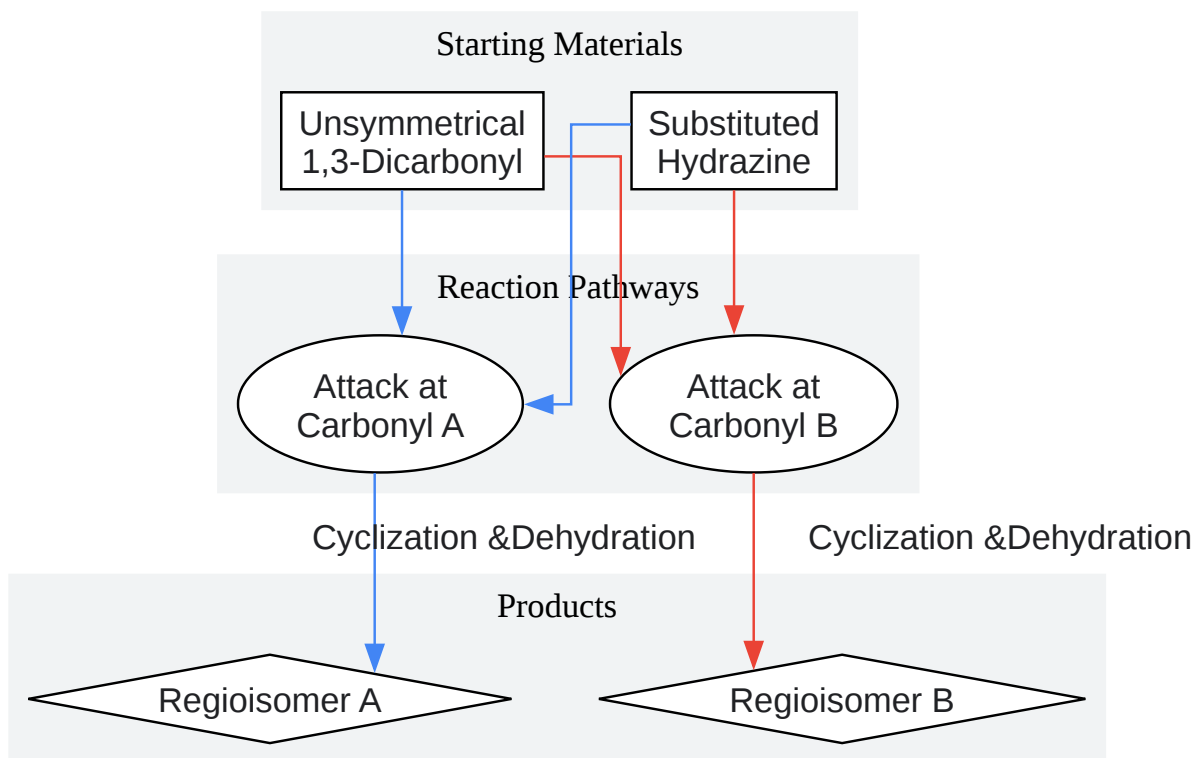 Starting Materials
Unsymmetrical
1,3-Dicarbonyl
Substituted
Hydrazine
Reaction Pathways
Attack at
Carbonyl A
Attack at
Carbonyl B
Cyclization &Dehydration
Cyclization &Dehydration
Products
Regioisomer A
Regioisomer B